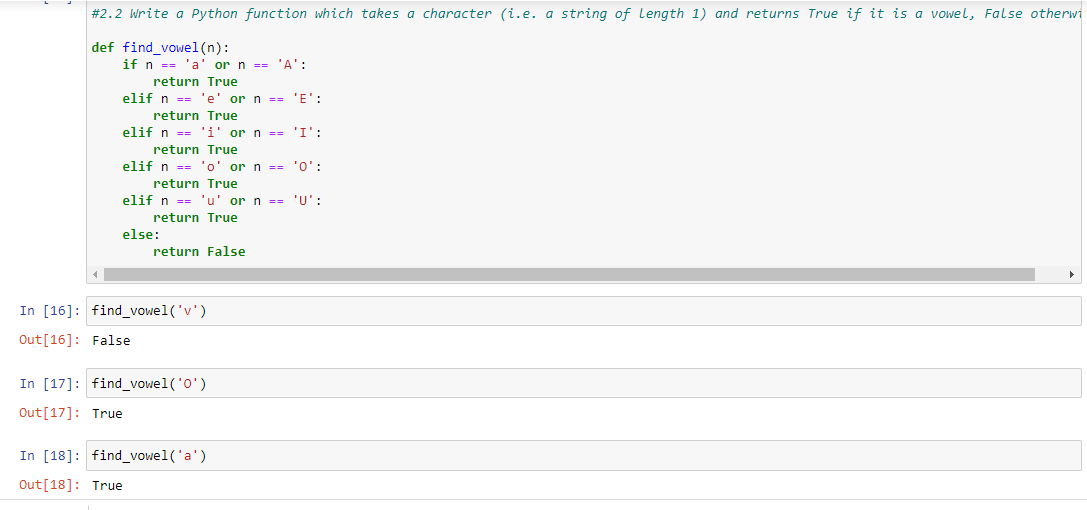 #2.2 Write a Python function which takes a character (i.e. a string of length 1) and returns True if it is a vowel, False
def find_vowel(n):
    if n == 'a' or n == 'A':
        return True
    elif n == 'e' or n == 'E':
        return True
    elif n == 'i' or n == 'I':
        return True
    elif n == 'o' or n == 'O':
        return True
    elif n == 'u' or n == 'U':
        return True
    else:
        return False
In [16]: find_vowel('v')
Out[16]: False
In [17]: find_vowel('O')
Out[17]: True
In [18]: find_vowel('a')
Out[18]: True